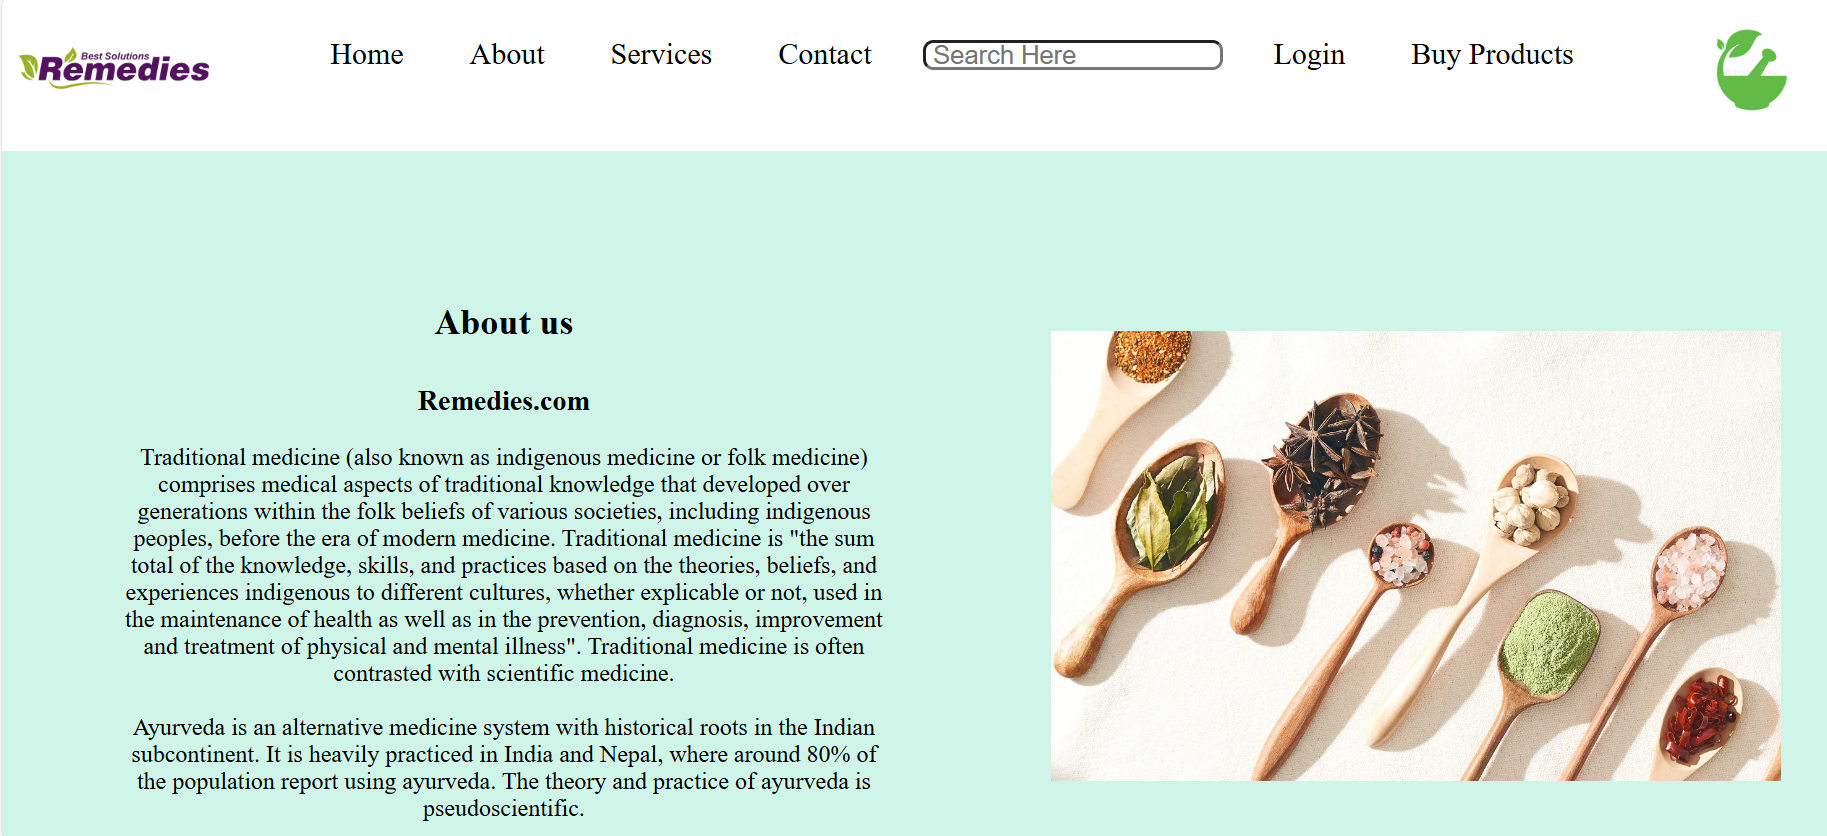 Best Solutions
Remedies
Home About Services Contact Search Here Login Buy Products
About us
Remedies.com
Traditional medicine (also known as indigenous medicine or folk medicine)
comprises medical aspects of traditional knowledge that developed over
generations within the folk beliefs of various societies, including indigenous
peoples, before the era of modern medicine. Traditional medicine is "the sum
total of the knowledge, skills, and practices based on the theories, beliefs, and
experiences indigenous to different cultures, whether explicable or not, used in
the maintenance of health as well as in the prevention, diagnosis, improvement
and treatment of physical and mental illness". Traditional medicine is often
contrasted with scientific medicine.
Ayurveda is an alternative medicine system with historical roots in the Indian
subcontinent. It is heavily practiced in India and Nepal, where around 80% of
the population report using ayurveda. The theory and practice of ayurveda is
pseudoscientific.